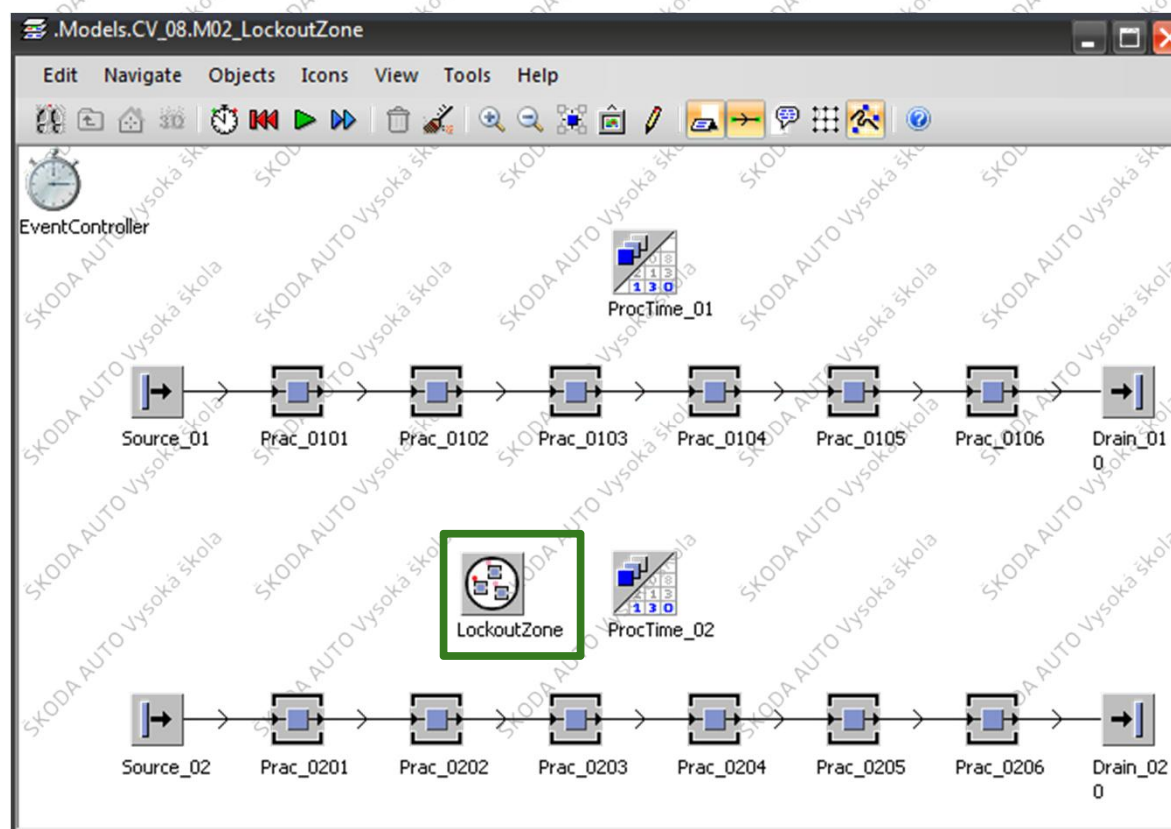 .Models.CV_08.M02_LockoutZone
Edit Navigate Objects Icons View Tools Help
EventController
ProcTime_01
Source_01 Prac_0101 Prac_0102 Prac_0103 Prac_0104 Prac_0105 Prac_0106 Drain_01
0
LockoutZone ProcTime_02
Source_02 Prac_0201 Prac_0202 Prac_0203 Prac_0204 Prac_0205 Prac_0206 Drain_02
0
ŠKODA AUTO Vysoká škola